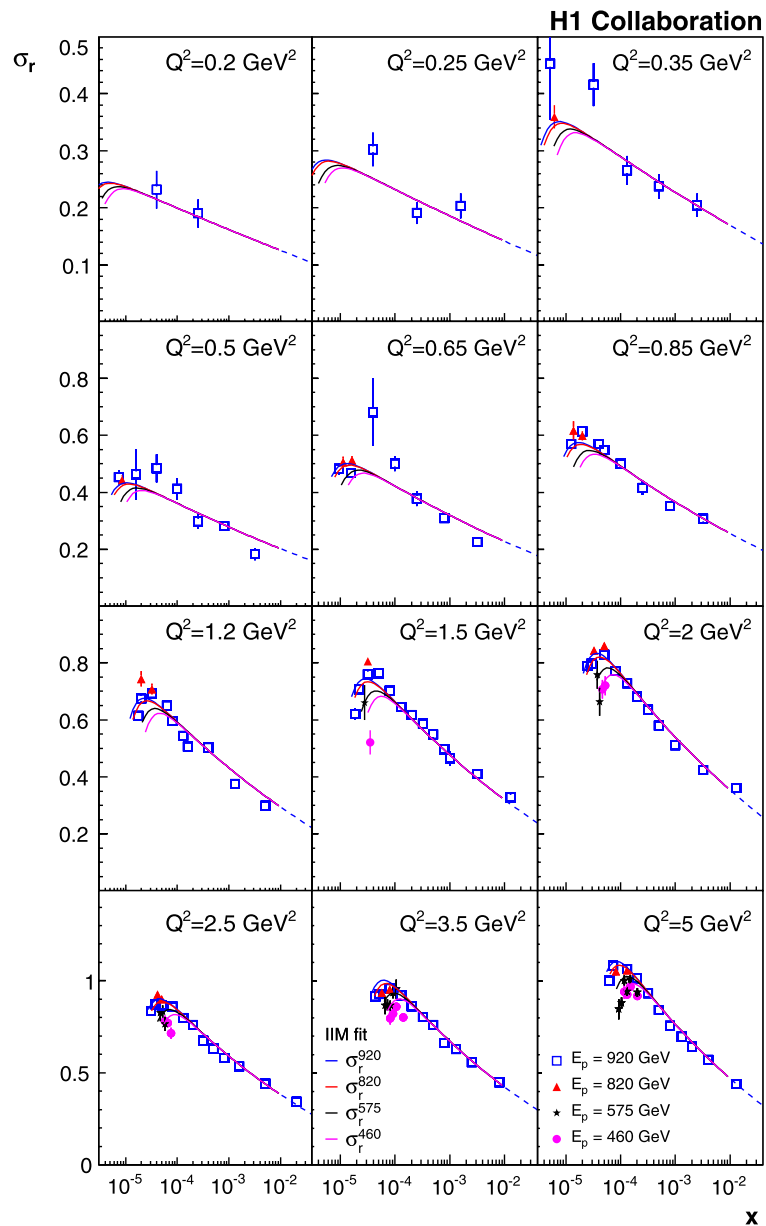 H1 Collaboration
σr
Q²=0.2 GeV²
Q²=0.25 GeV²
Q²=0.35 GeV²
0.5
0.4
0.3
0.2
0.1
Q²=0.5 GeV²
Q²=0.65 GeV²
Q²=0.85 GeV²
0.8
0.6
0.4
0.2
Q²=1.2 GeV²
Q²=1.5 GeV²
Q²=2 GeV²
0.8
0.6
0.4
0.2
Q²=2.5 GeV²
Q²=3.5 GeV²
Q²=5 GeV²
1
0.5
0
IIM fit
σr⁹²⁰
σr⁸²⁰
σr⁵⁷⁵
σr⁴⁶⁰
Ep = 920 GeV
Ep = 820 GeV
Ep = 575 GeV
Ep = 460 GeV
10⁻⁵ 10⁻⁴ 10⁻³ 10⁻² 10⁻⁵ 10⁻⁴ 10⁻³ 10⁻² 10⁻⁵ 10⁻⁴ 10⁻³ 10⁻²
x